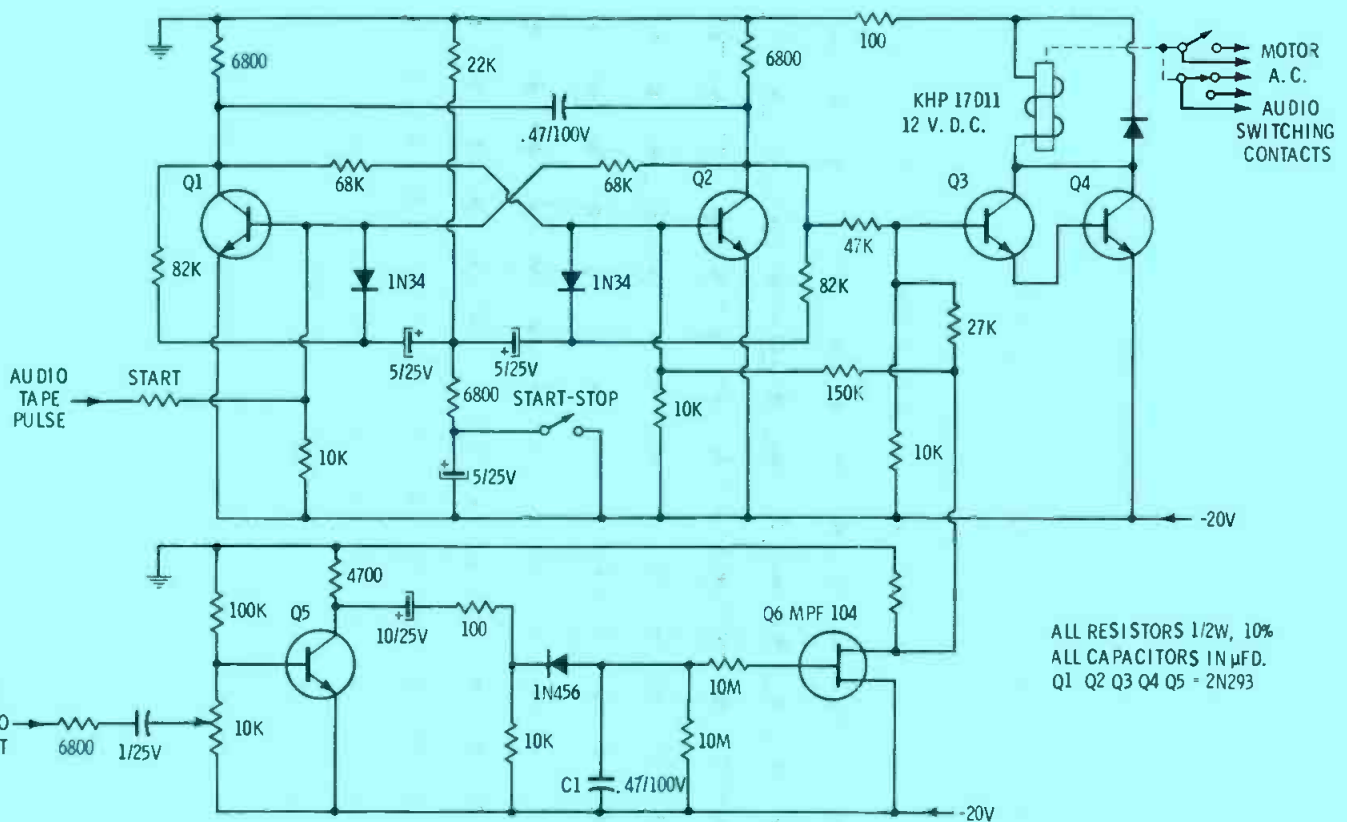 6800
22K
6800
100
MOTOR
A. C.
AUDIO
SWITCHING
CONTACTS
KHP 17D11
12 V. D. C.
.47/100V
Q1
68K
68K
Q2
Q3
Q4
82K
1N34
1N34
47K
82K
27K
+
5/25V
+
5/25V
AUDIO
TAPE
PULSE
START
6800
START-STOP
10K
150K
10K
10K
+
5/25V
-20V
4700
100K
Q5
+
10/25V
100
Q6 MPF 104
1N456
10M
ALL RESISTORS 1/2W, 10%
ALL CAPACITORS IN µFD.
Q1 Q2 Q3 Q4 Q5 = 2N293
6800
1/25V
10K
10K
C1
.47/100V
10M
-20V